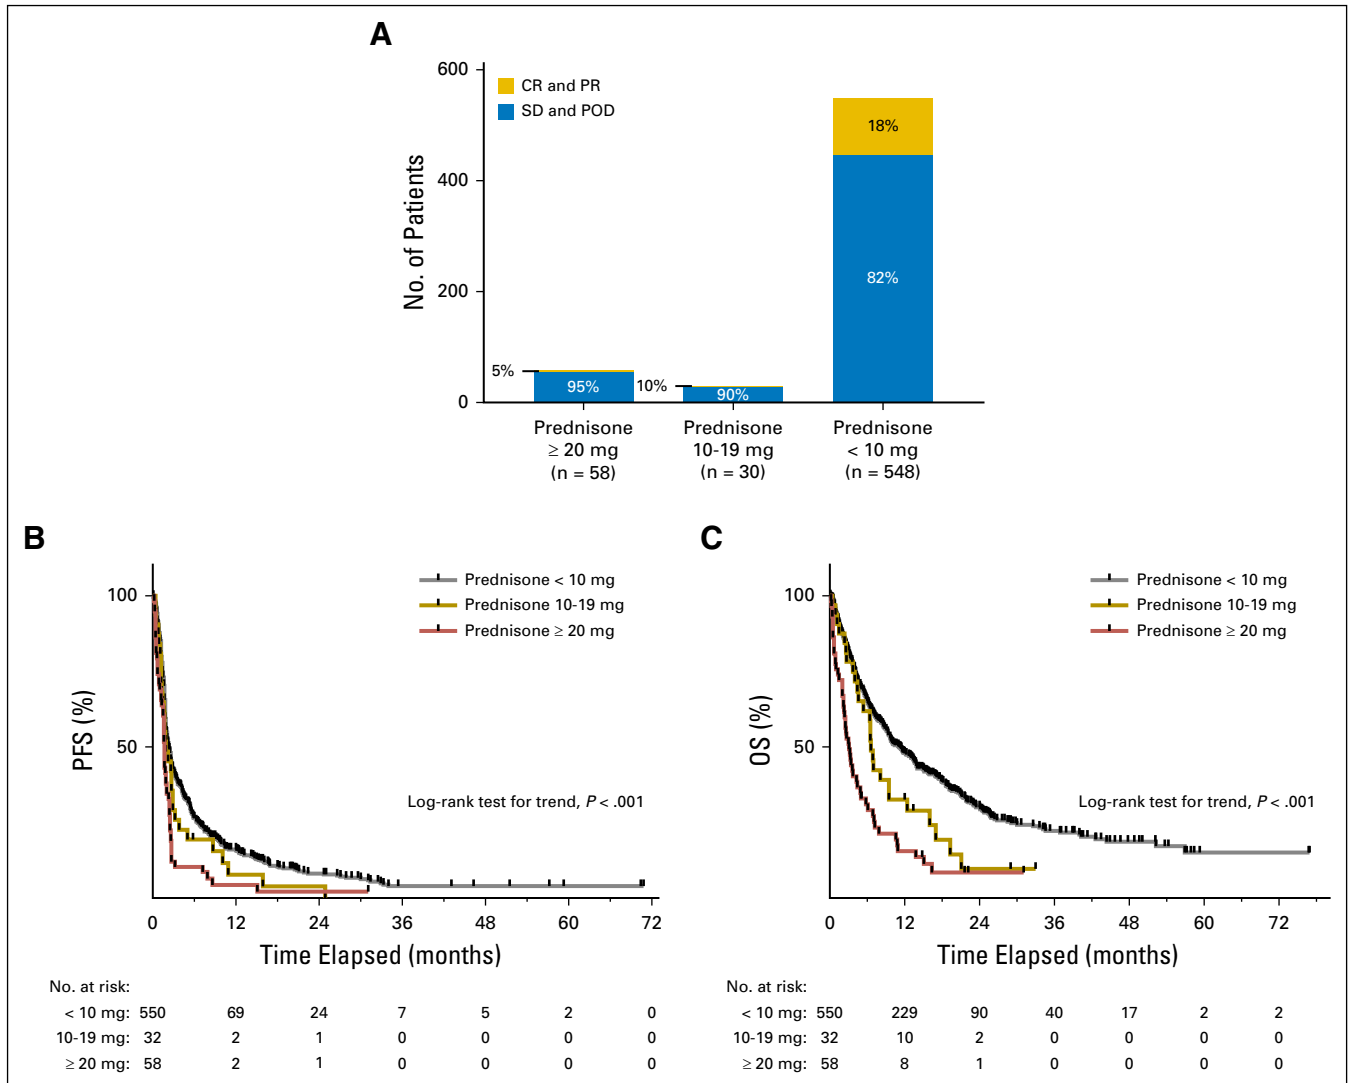 A
600
400
200
0
No. of Patients
CR and PR
SD and POD
5%
95%
10%
90%
18%
82%
Prednisone
≥ 20 mg
(n = 58)
Prednisone
10-19 mg
(n = 30)
Prednisone
< 10 mg
(n = 548)
B
100
50
PFS (%)
Prednisone < 10 mg
Prednisone 10-19 mg
Prednisone ≥ 20 mg
Log-rank test for trend, P < .001
0 12 24 36 48 60 72
Time Elapsed (months)
No. at risk:
< 10 mg: 550 69 24 7 5 2 0
10-19 mg: 32 2 1 0 0 0 0
≥ 20 mg: 58 2 1 0 0 0 0
C
100
50
OS (%)
Prednisone < 10 mg
Prednisone 10-19 mg
Prednisone ≥ 20 mg
Log-rank test for trend, P < .001
0 12 24 36 48 60 72
Time Elapsed (months)
No. at risk:
< 10 mg: 550 229 90 40 17 2 2
10-19 mg: 32 10 2 0 0 0 0
≥ 20 mg: 58 8 1 0 0 0 0